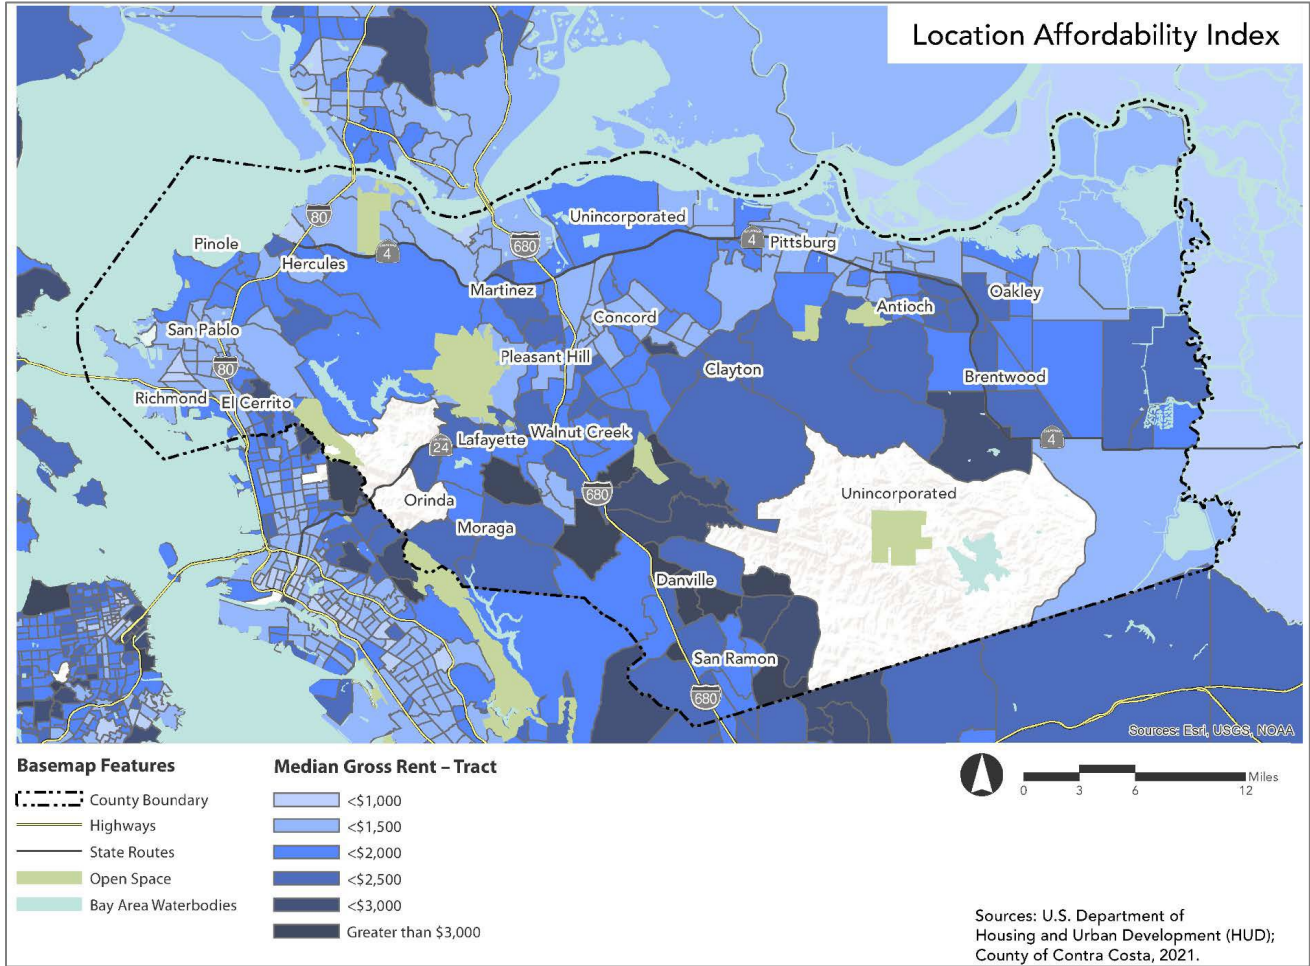 Location Affordability Index
80
Unincorporated
Pinole
4
680
4
Pittsburg
Hercules
Martinez
Oakley
Antioch
San Pablo
Concord
80
Pleasant Hill
Clayton
Brentwood
Richmond
El Cerrito
24
Lafayette
Walnut Creek
4
Orinda
680
Unincorporated
Moraga
Danville
San Ramon
680
Sources: Esri, USGS, NOAA
Basemap Features
County Boundary
Highways
State Routes
Open Space
Bay Area Waterbodies
Median Gross Rent – Tract
<$1,000
<$1,500
<$2,000
<$2,500
<$3,000
Greater than $3,000
Miles
0 3 6 12
Sources: U.S. Department of
Housing and Urban Development (HUD);
County of Contra Costa, 2021.